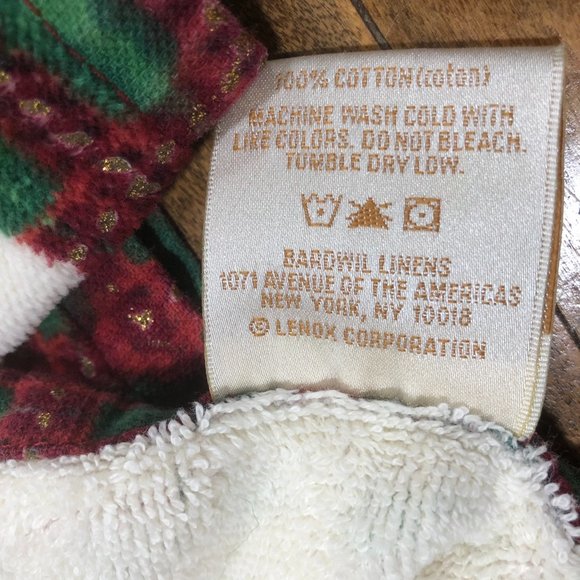 100% COTTON(coton)
MACHINE WASH COLD WITH
LIKE COLORS. DO NOT BLEACH.
TUMBLE DRY LOW.
BARDWIL LINENS
1071 AVENUE OF THE AMERICAS
NEW YORK, NY 10018
© LENOX CORPORATION